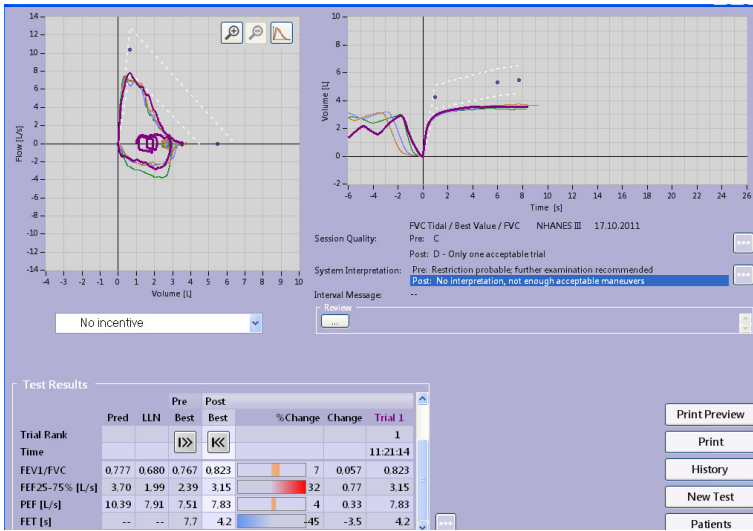 14
12
10
8
6
4
2
0
-2
-4
-6
-8
-10
-12
-14
Flow [L/s]
-4 -3 -2 -1 0 1 2 3 4 5 6 7 8 9 10
Volume [L]
10
8
6
4
2
0
-2
Volume [L]
-6 -4 -2 0 2 4 6 8 10 12 14 16 18 20 22 24 26
Time [s]
FVC Tidal / Best Value / FVC NHANES III 17.10.2011
Session Quality: Pre: C
Post: D - Only one acceptable trial
System Interpretation: Pre: Restriction probable; further examination recommended
Post: No interpretation, not enough acceptable maneuvers
Interval Message: --
Review
...
No incentive
Test Results
Pre Post
Pred LLN Best Best %Change Change Trial 1
Trial Rank 1
Time 11:21:14
FEV1/FVC 0.777 0.680 0.767 0.823 7 0.057 0.823
FEF25-75% [L/s] 3.70 1.99 2.39 3.15 32 0.77 3.15
PEF [L/s] 10.39 7.91 7.51 7.83 4 0.33 7.83
FET [s] -- -- 7.7 4.2 -45 -3.5 4.2
Print Preview
Print
History
New Test
Patients